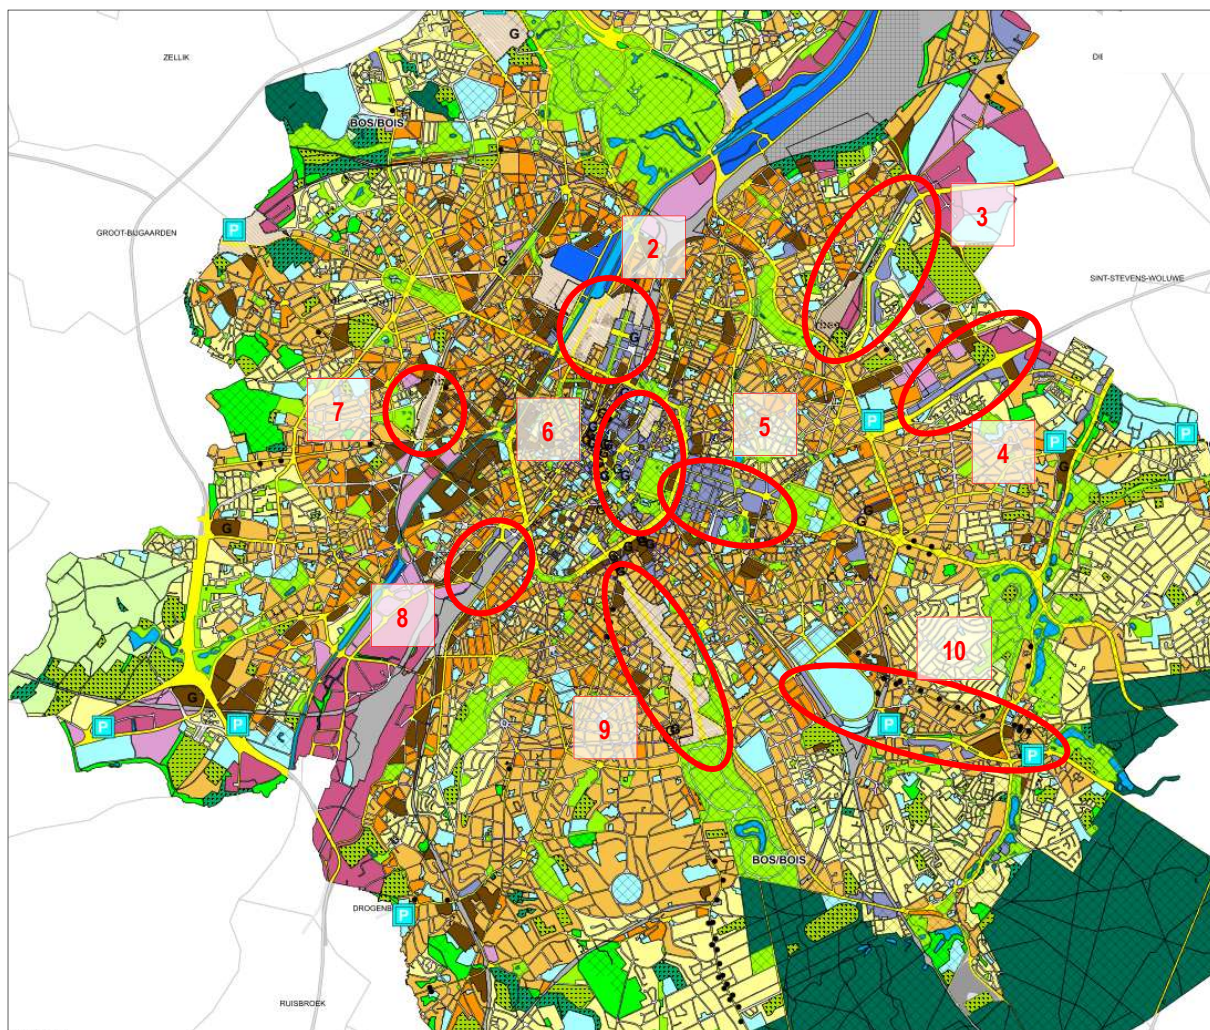 G
ZELLIK
DI
BOS/BOIS
P
GROOT-BIJGAARDEN
3
2
G
SINT-STEVENS-WOLUWE
G
7
6
5
P
P
P
4
G
G
G
G
8
10
G
P
P
9
P
P
G
BOS/BOIS
P
DROGENB
RUISBROEK